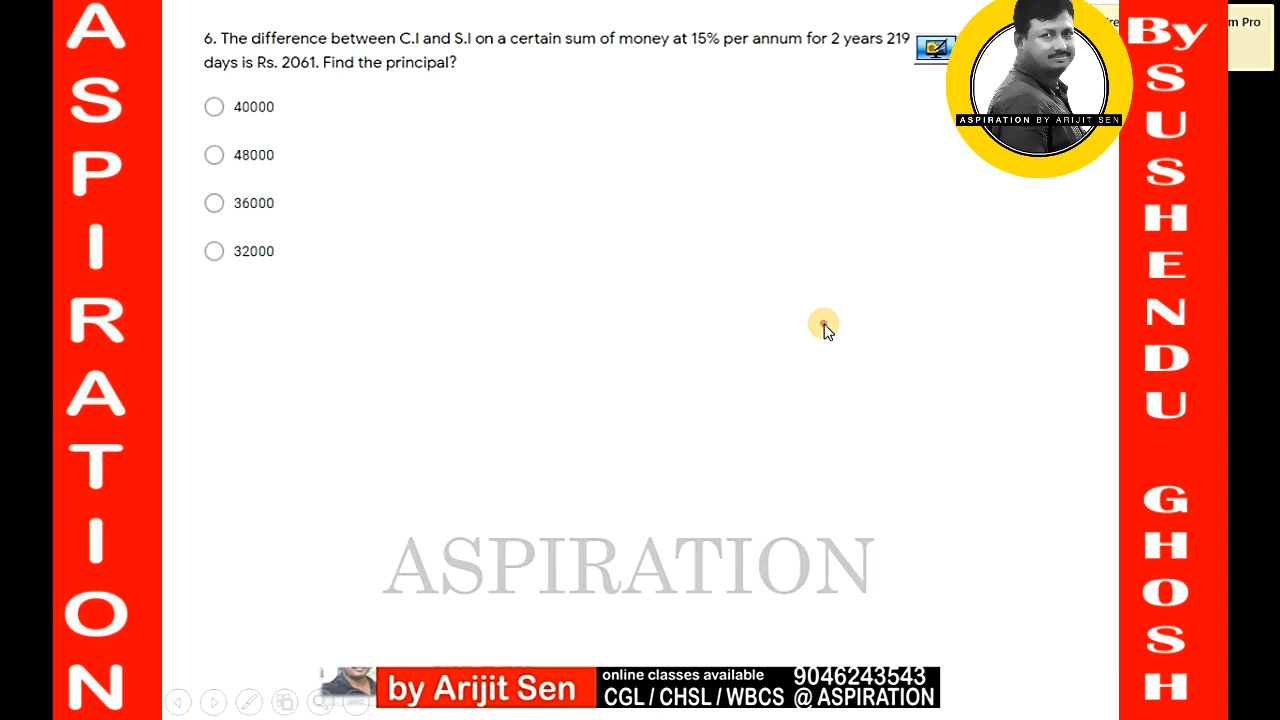 ASPIRATION
6. The difference between C.I and S.I on a certain sum of money at 15% per annum for 2 years 219
days is Rs. 2061. Find the principal?
40000
48000
36000
32000
ASPIRATION BY ARIJIT SEN
m Pro
By SUSHENDU GHOSH
ASPIRATION
by Arijit Sen
online classes available 9046243543
CGL / CHSL / WBCS @ ASPIRATION